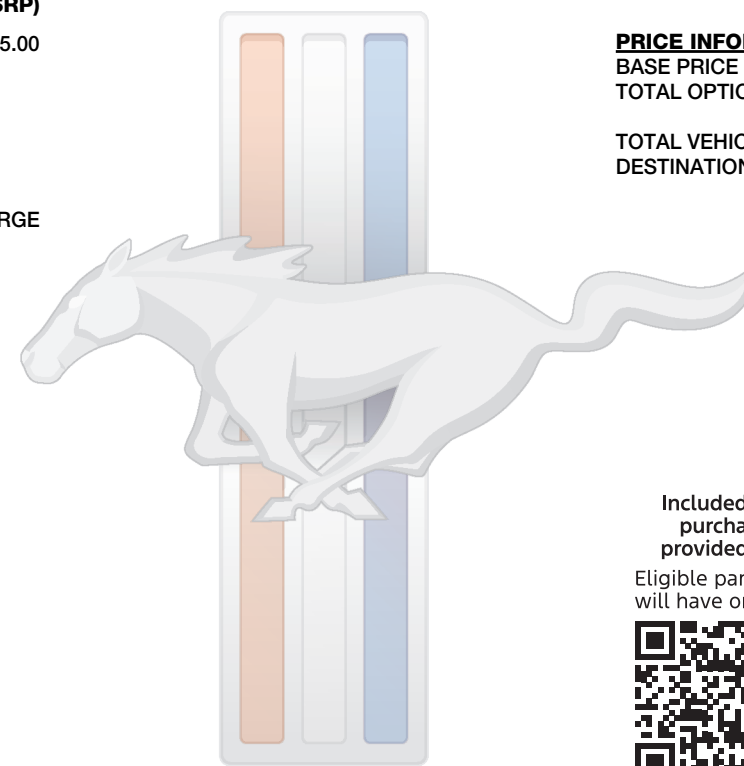 SRP)
5.00
RGE
PRICE INFO
BASE PRICE
TOTAL OPTIO
TOTAL VEHIC
DESTINATION
Included
purcha
provided
Eligible par
will have o